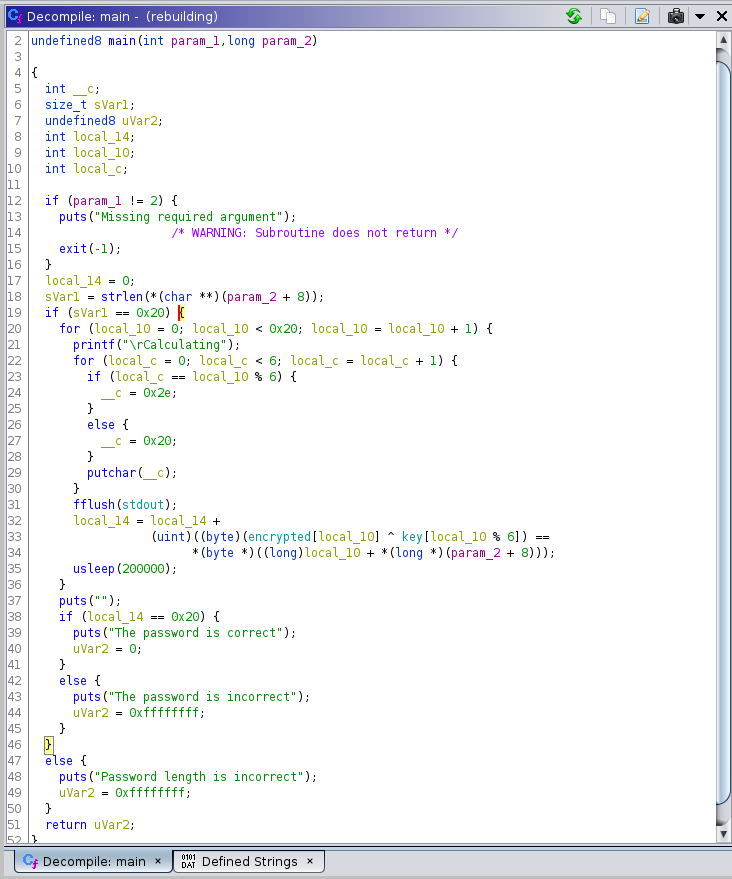 Decompile: main -  (rebuilding)
2 undefined8 main(int param_1,long param_2)
3
4 {
5   int __c;
6   size_t sVar1;
7   undefined8 uVar2;
8   int local_14;
9   int local_10;
10   int local_c;
11
12   if (param_1 != 2) {
13     puts("Missing required argument");
14                     /* WARNING: Subroutine does not return */
15     exit(-1);
16   }
17   local_14 = 0;
18   sVar1 = strlen(*(char **)(param_2 + 8));
19   if (sVar1 == 0x20) {
20     for (local_10 = 0; local_10 < 0x20; local_10 = local_10 + 1) {
21       printf("\rCalculating");
22       for (local_c = 0; local_c < 6; local_c = local_c + 1) {
23         if (local_c == local_10 % 6) {
24           __c = 0x2e;
25         }
26         else {
27           __c = 0x20;
28         }
29         putchar(__c);
30       }
31       fflush(stdout);
32       local_14 = local_14 +
33                  (uint)((byte)(encrypted[local_10] ^ key[local_10 % 6]) ==
34                        *(byte *)((long)local_10 + *(long *)(param_2 + 8)));
35       usleep(200000);
36     }
37     puts("");
38     if (local_14 == 0x20) {
39       puts("The password is correct");
40       uVar2 = 0;
41     }
42     else {
43       puts("The password is incorrect");
44       uVar2 = 0xffffffff;
45     }
46   }
47   else {
48     puts("Password length is incorrect");
49     uVar2 = 0xffffffff;
50   }
51   return uVar2;
52 }
Decompile: main × 0101 DAT Defined Strings ×